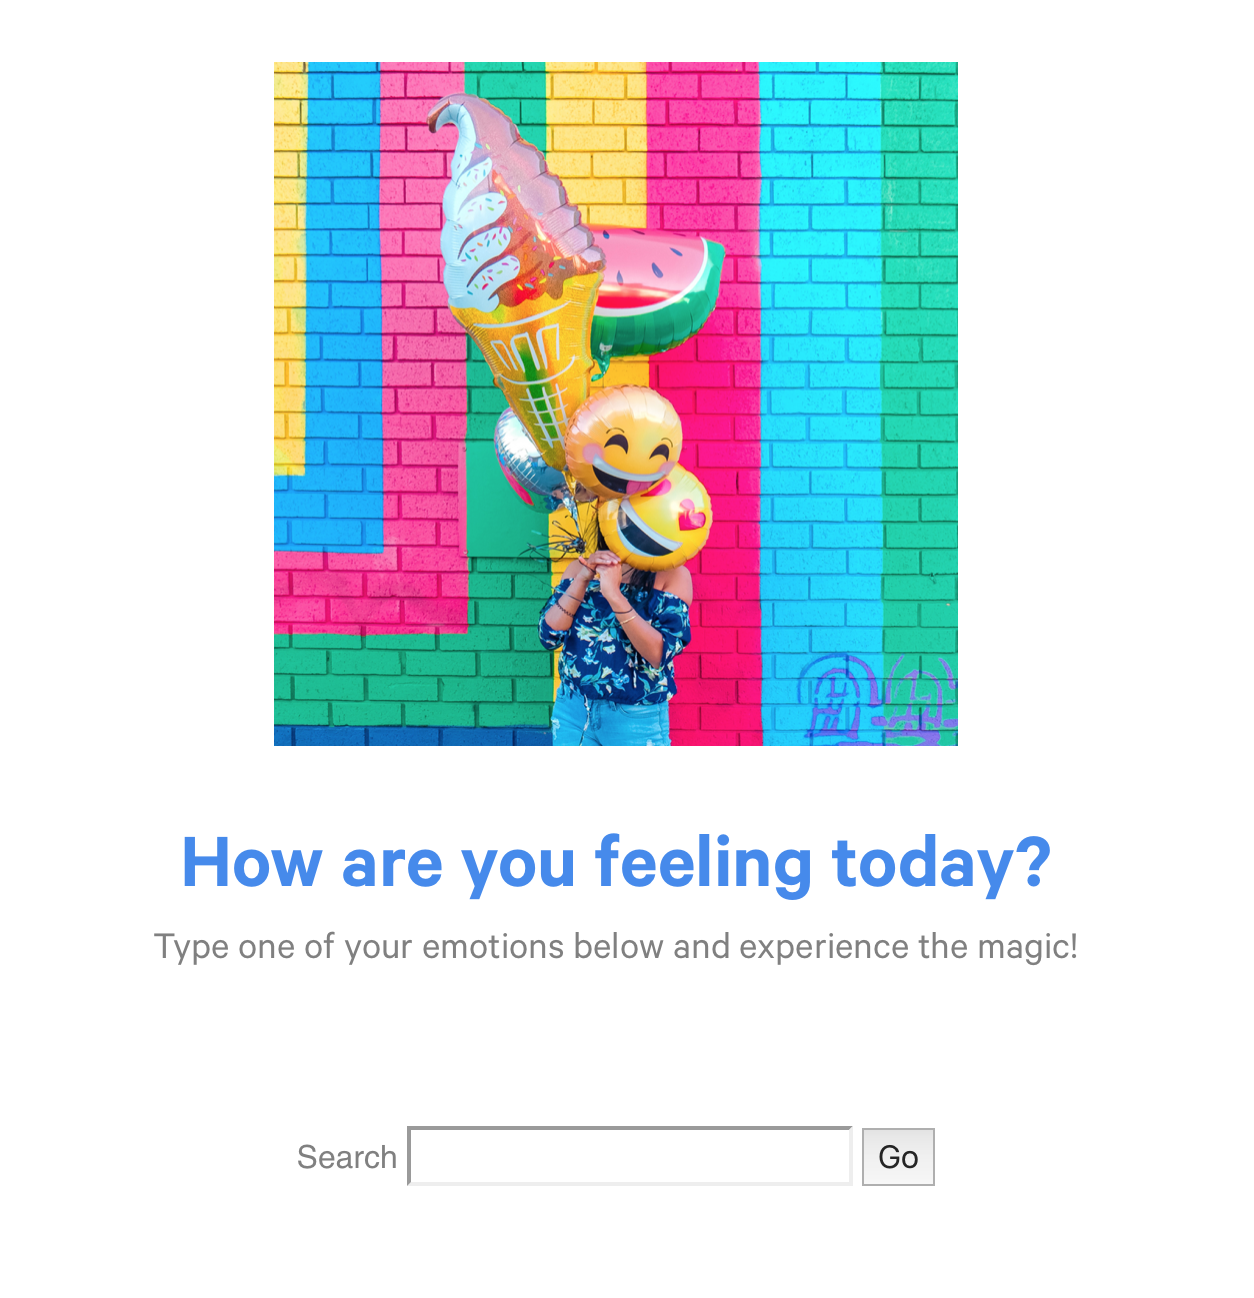 How are you feeling today?
Type one of your emotions below and experience the magic!
Search
Go